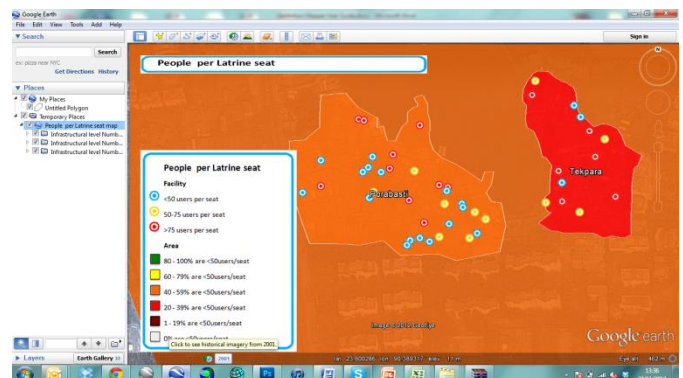 Google Earth
File Edit View Tools Add Help
Search
Search
ex: pizza near NYC
Get Directions History
Places
My Places
Untitled Polygon
Temporary Places
People per Latrine seat map
Infrastructural level Numb...
Infrastructural level Numb...
Infrastructural level Numb...
Layers
Earth Gallery
Sign in
N
People per Latrine seat
People per Latrine seat
Facility
<50 users per seat
50-75 users per seat
>75 users per seat
Area
80 - 100% are <50users/seat
60 - 79% are <50users/seat
40 - 59% are <50users/seat
20 - 39% are <50users/seat
1 - 19% are <50users/seat
Click to see historical imagery from 2001.
2001
Purabasti
Tekpara
Google earth
13:36